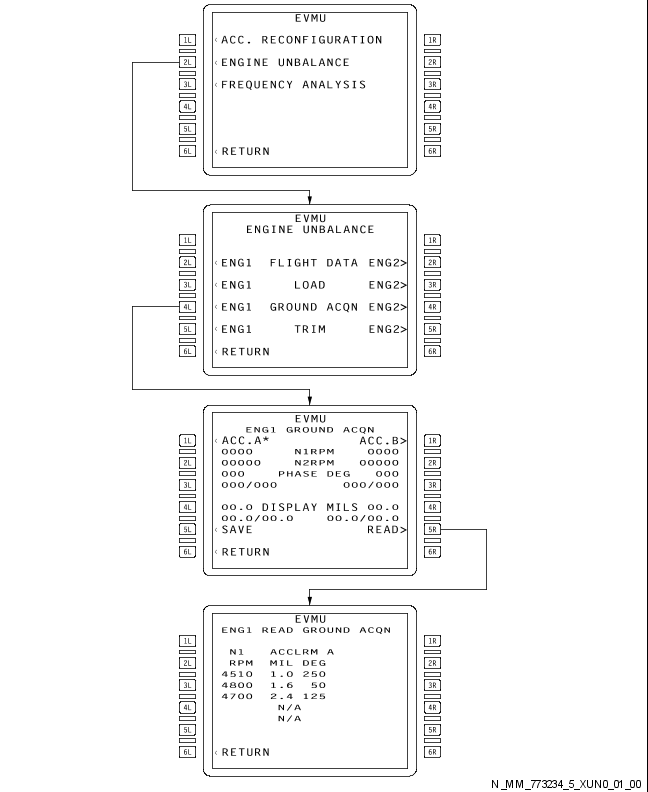 EVMU
1L <ACC. RECONFIGURATION 1R
2L <ENGINE UNBALANCE 2R
3L <FREQUENCY ANALYSIS 3R
4L 4R
5L 5R
6L <RETURN 6R
EVMU
ENGINE UNBALANCE
1L 1R
2L <ENG1 FLIGHT DATA ENG2> 2R
3L <ENG1 LOAD ENG2> 3R
4L <ENG1 GROUND ACQN ENG2> 4R
5L <ENG1 TRIM ENG2> 5R
6L <RETURN 6R
EVMU
ENG1 GROUND ACQN
1L <ACC.A* ACC.B> 1R
0000 N1RPM 0000
2L 00000 N2RPM 00000 2R
000 PHASE DEG 000
3L 000/000 000/000 3R
4L 00.0 DISPLAY MILS 00.0 4R
00.0/00.0 00.0/00.0
5L <SAVE READ> 5R
6L <RETURN 6R
EVMU
ENG1 READ GROUND ACQN
1L 1R
N1 ACCLRM A
2L RPM MIL DEG 2R
4510 1.0 250
3L 4800 1.6 50 3R
4700 2.4 125
4L N/A 4R
N/A
5L 5R
6L <RETURN 6R
N_MM_773234_5_XUN0_01_00